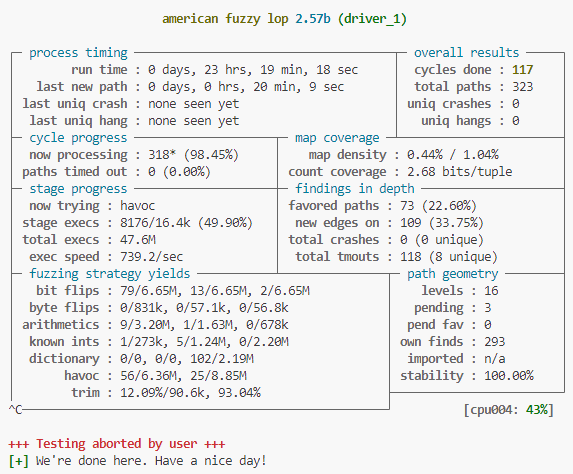 american fuzzy lop 2.57b (driver_1)
process timing overall results
run time : 0 days, 23 hrs, 19 min, 18 sec cycles done : 117
last new path : 0 days, 0 hrs, 20 min, 9 sec total paths : 323
last uniq crash : none seen yet uniq crashes : 0
last uniq hang : none seen yet uniq hangs : 0
cycle progress map coverage
now processing : 318* (98.45%) map density : 0.44% / 1.04%
paths timed out : 0 (0.00%) count coverage : 2.68 bits/tuple
stage progress findings in depth
now trying : havoc favored paths : 73 (22.60%)
stage execs : 8176/16.4k (49.90%) new edges on : 109 (33.75%)
total execs : 47.6M total crashes : 0 (0 unique)
exec speed : 739.2/sec total tmouts : 118 (8 unique)
fuzzing strategy yields path geometry
bit flips : 79/6.65M, 13/6.65M, 2/6.65M levels : 16
byte flips : 0/831k, 0/57.1k, 0/56.8k pending : 3
arithmetics : 9/3.20M, 1/1.63M, 0/678k pend fav : 0
known ints : 1/273k, 5/1.24M, 0/2.20M own finds : 293
dictionary : 0/0, 0/0, 102/2.19M imported : n/a
havoc : 56/6.36M, 25/8.85M stability : 100.00%
trim : 12.09%/90.6k, 93.04%
^C [cpu004: 43%]
+++ Testing aborted by user +++
[+] We're done here. Have a nice day!